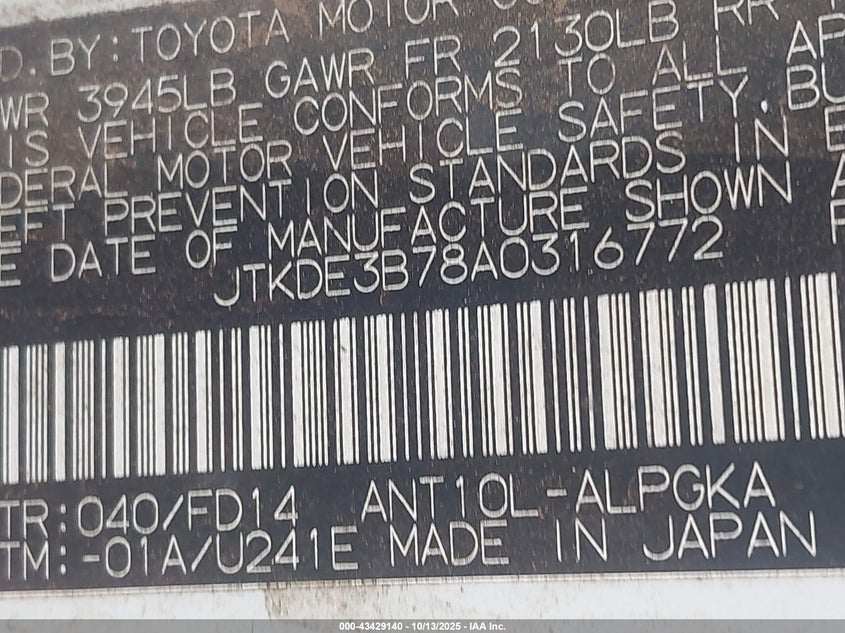 D. BY: TOYOTA MOTOR CO
WR 3945LB GAWR FR 2130LB RR
IS VEHICLE CONFORMS TO ALL AP
DERAL MOTOR VEHICLE SAFETY, BU
EFT PREVENTION STANDARDS IN E
E DATE OF MANUFACTURE SHOWN A
JTKDE3B78A0316772
TR: 040/FD14 ANT10L-ALPGKA
TM: -01A/U241E MADE IN JAPAN
000-43429140 | 10/13/2025 - IAA Inc.